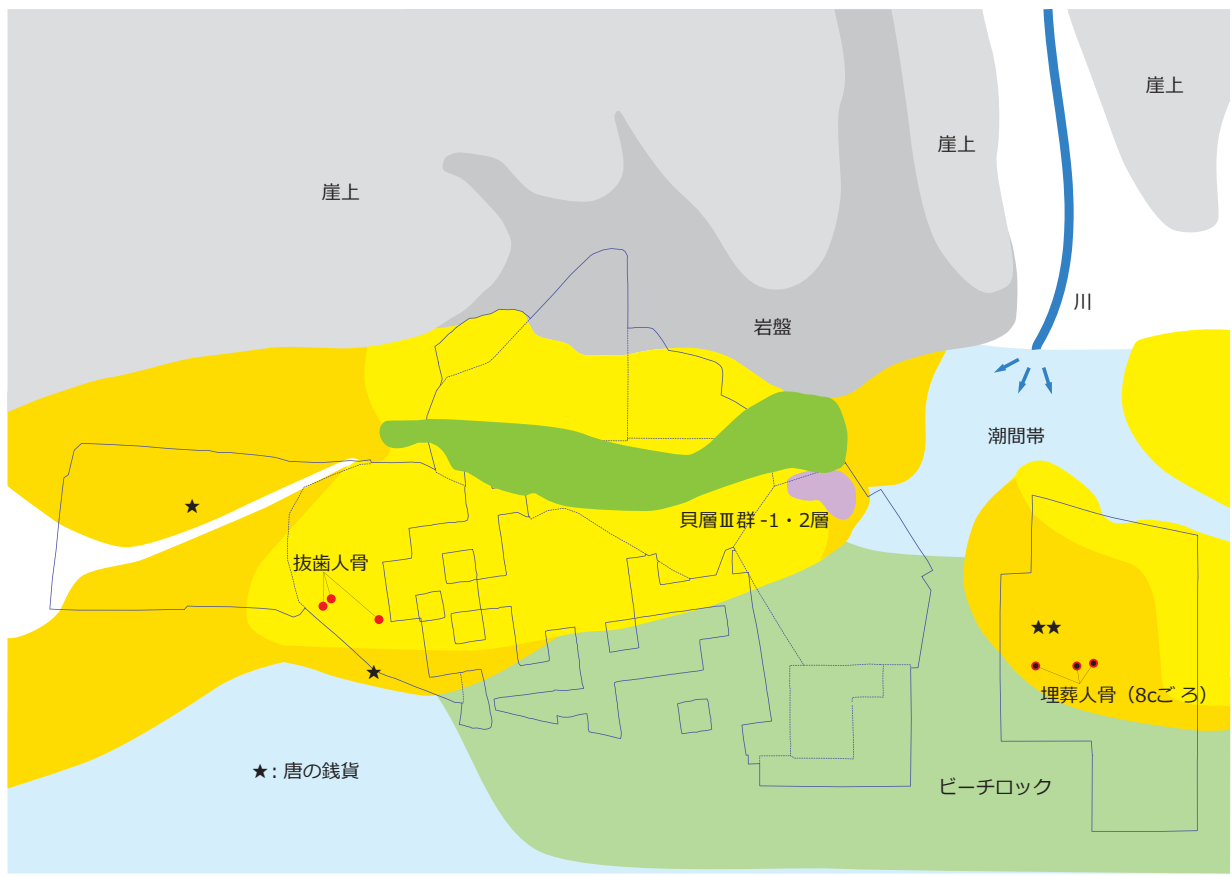 崖上
崖上
崖上
川
岩盤
潮間帯
貝層Ⅲ群-1・2層
抜歯人骨
埋葬人骨（8cごろ）
★：唐の銭貨
ビーチロック